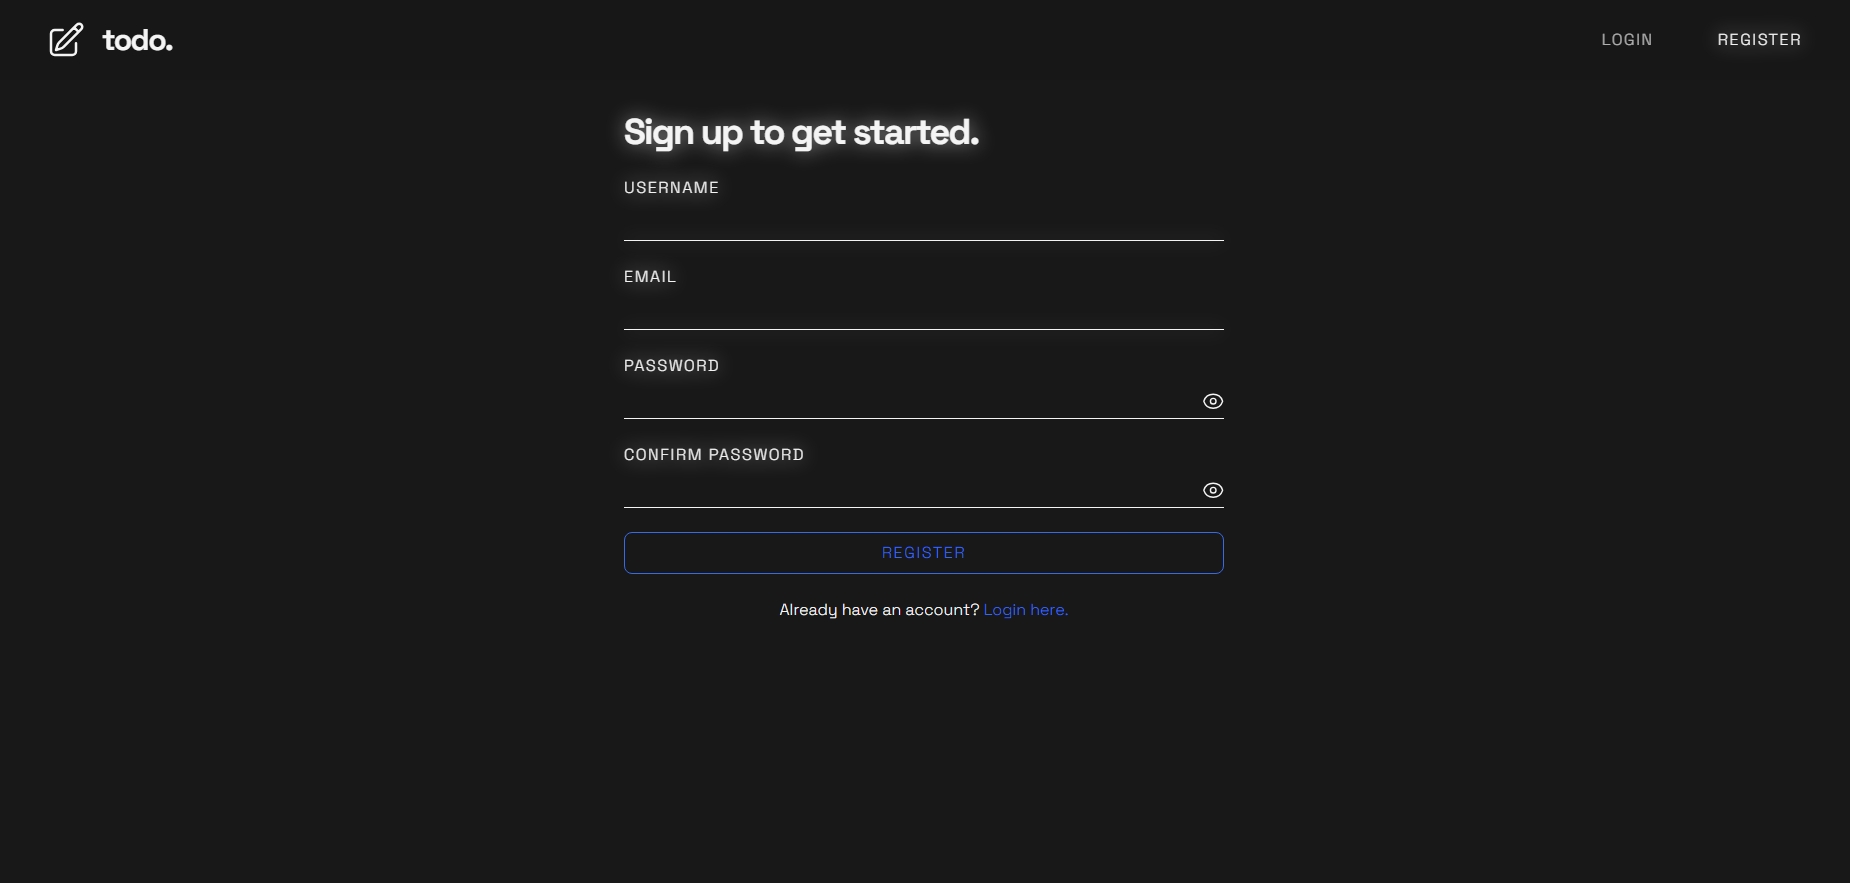 todo.
LOGIN
REGISTER
Sign up to get started.
USERNAME
EMAIL
PASSWORD
CONFIRM PASSWORD
REGISTER
Already have an account? Login here.